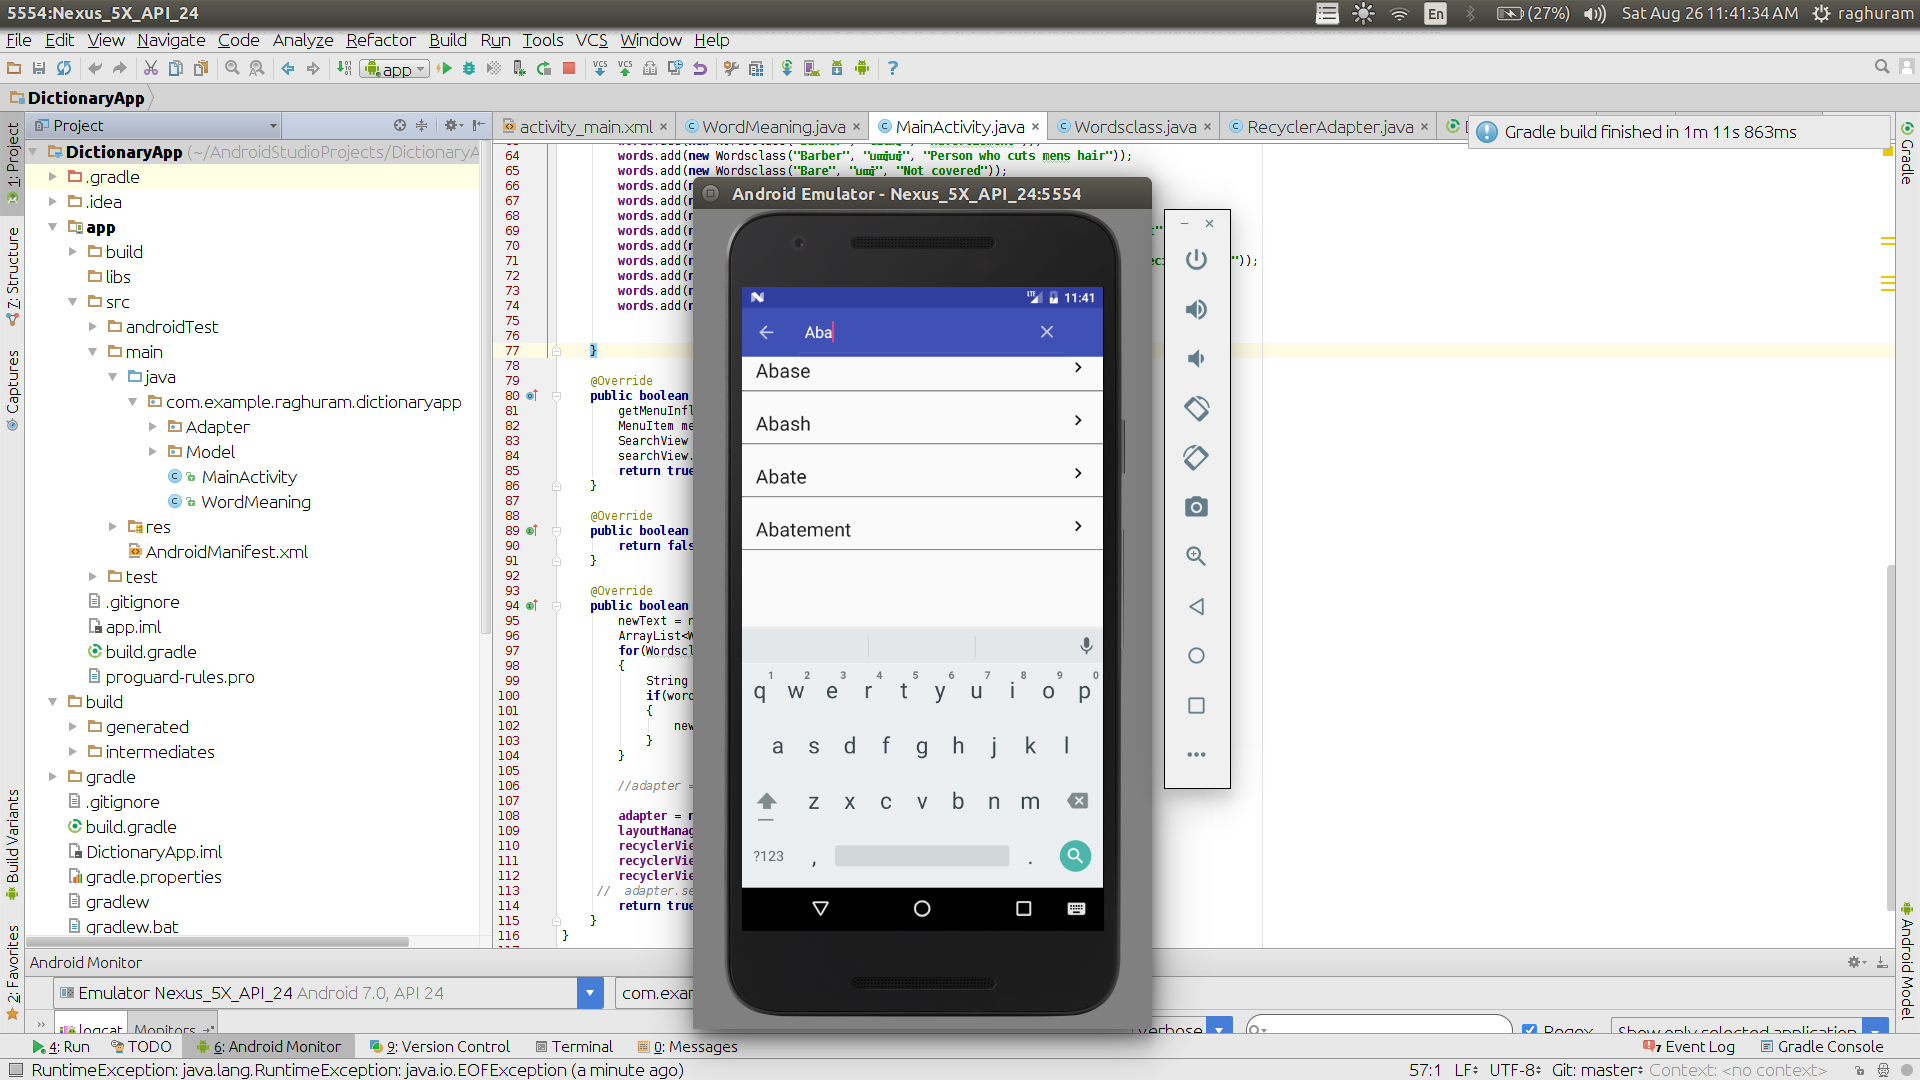 5554:Nexus_5X_API_24
En
(27%)
Sat Aug 26 11:41:34 AM
raghuram
File Edit View Navigate Code Analyze Refactor Build Run Tools VCS Window Help
app
DictionaryApp
Project
activity_main.xml
WordMeaning.java
MainActivity.java
Wordsclass.java
RecyclerAdapter.java
Gradle build finished in 1m 11s 863ms
DictionaryApp (~/AndroidStudioProjects/DictionaryA
.gradle
.idea
app
build
libs
src
androidTest
main
java
com.example.raghuram.dictionaryapp
Adapter
Model
MainActivity
WordMeaning
res
AndroidManifest.xml
test
.gitignore
app.iml
build.gradle
proguard-rules.pro
build
generated
intermediates
gradle
.gitignore
build.gradle
DictionaryApp.iml
gradle.properties
gradlew
gradlew.bat
1: Project
7: Structure
Captures
Build Variants
2: Favorites
Gradle
Android Model
64 words.add(new Wordsclass("Barber", "Person who cuts mens hair"));
65 words.add(new Wordsclass("Bare", "Not covered"));
66 words.add(n
67 words.add(n
68 words.add(n
69 words.add(n t"
70 words.add(n
71 words.add(n eci "));
72 words.add(n
73 words.add(n
74 words.add(n
75
76
77 }
78
79 @Override
80 public boolean
81 getMenuInfl
82 MenuItem me
83 SearchView
84 searchView.
85 return true
86 }
87
88 @Override
89 public boolean
90 return fals
91 }
92
93 @Override
94 public boolean
95 newText = n
96 ArrayList<W
97 for(Wordscl
98 {
99 String
100 if(word
101 {
102 new
103 }
104 }
105
106 //adapter =
107
108 adapter = n
109 layoutManag
110 recyclerVie
111 recyclerVie
112 recyclerVie
113 // adapter.se
114 return true
115 }
116 }
Android Emulator - Nexus_5X_API_24:5554
LTE 11:41
Aba
Abase
Abash
Abate
Abatement
1 2 3 4 5 6 7 8 9 0
q w e r t y u i o p
a s d f g h j k l
z x c v b n m
?123 , .
Android Monitor
Emulator Nexus_5X_API_24 Android 7.0, API 24
com.exar
logcat
Monitors
verbose
Regex
Show only selected application
4: Run
TODO
6: Android Monitor
9: Version Control
Terminal
0: Messages
7 Event Log
Gradle Console
RuntimeException: java.lang.RuntimeException: java.io.EOFException (a minute ago)
57:1 LF÷ UTF-8÷ Git: master÷ Context: <no context>